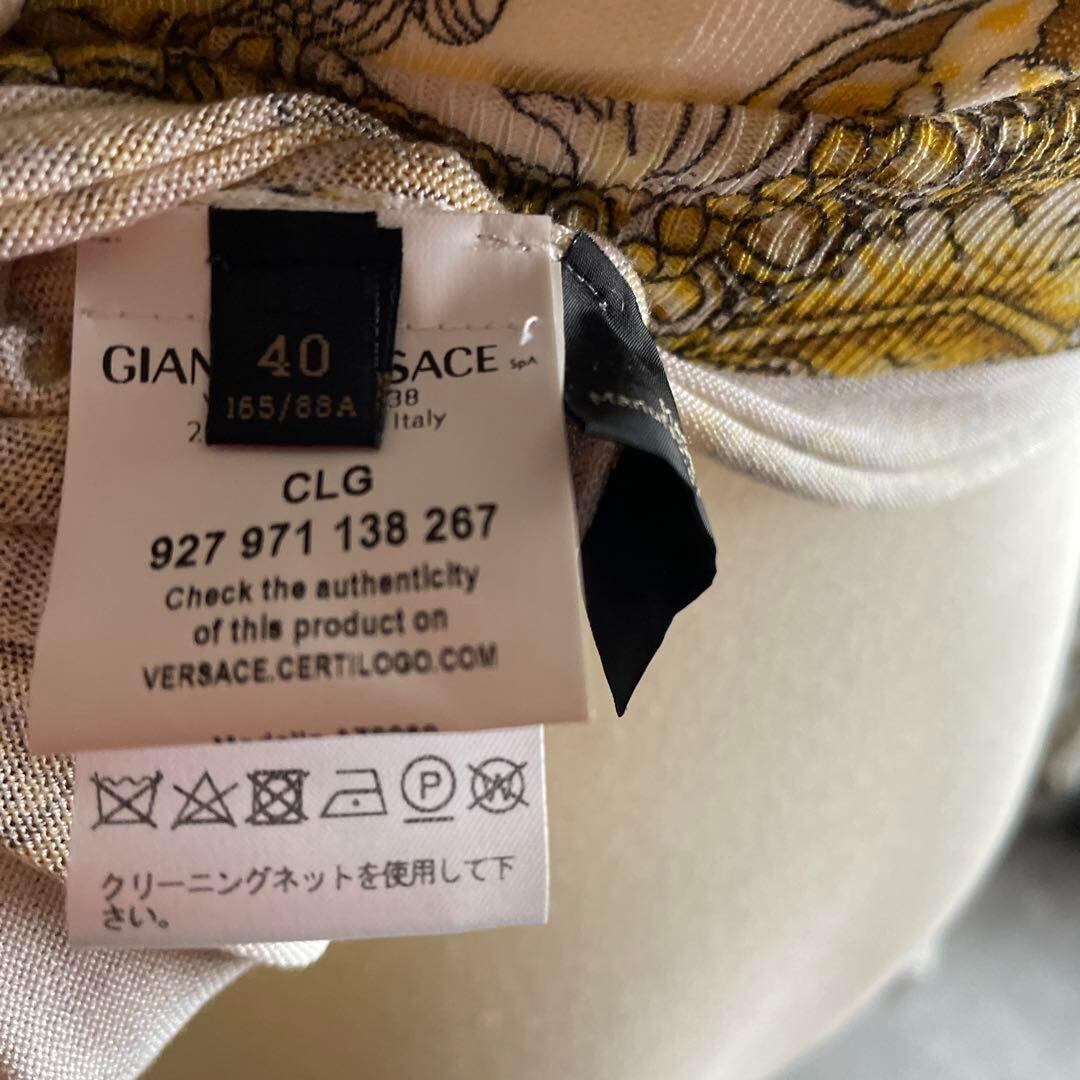 40
165/88A
GIAN SACE SpA
38
2 Italy
CLG
927 971 138 267
Check the authenticity
of this product on
VERSACE.CERTILOGO.COM
P
W
クリーニングネットを使用して下
さい。